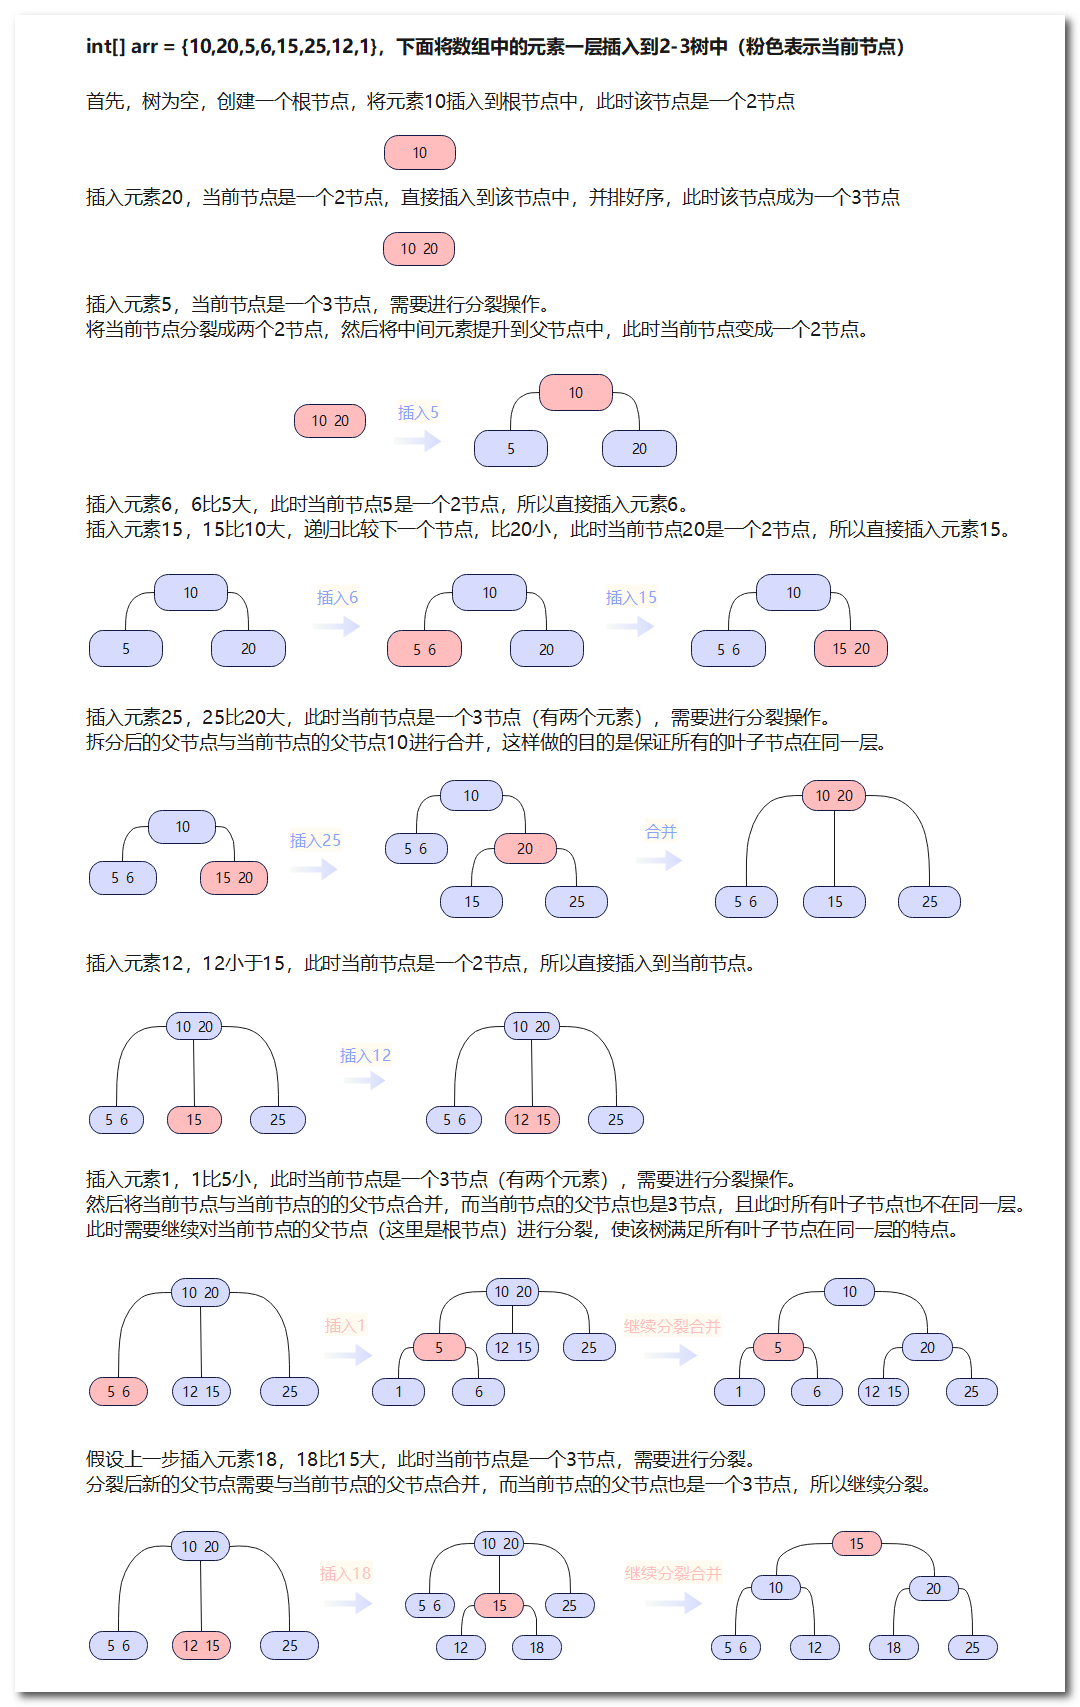 int[] arr = {10,20,5,6,15,25,12,1}，下面将数组中的元素一层插入到2-3树中（粉色表示当前节点）
首先，树为空，创建一个根节点，将元素10插入到根节点中，此时该节点是一个2节点
10
插入元素20，当前节点是一个2节点，直接插入到该节点中，并排好序，此时该节点成为一个3节点
10 20
插入元素5，当前节点是一个3节点，需要进行分裂操作。
将当前节点分裂成两个2节点，然后将中间元素提升到父节点中，此时当前节点变成一个2节点。
10
10 20 插入5
5 20
插入元素6，6比5大，此时当前节点5是一个2节点，所以直接插入元素6。
插入元素15，15比10大，递归比较下一个节点，比20小，此时当前节点20是一个2节点，所以直接插入元素15。
10 插入6 10 插入15 10
5 20 5 6 20 5 6 15 20
插入元素25，25比20大，此时当前节点是一个3节点（有两个元素），需要进行分裂操作。
拆分后的父节点与当前节点的父节点10进行合并，这样做的目的是保证所有的叶子节点在同一层。
10 10 20
10 插入25 合并
5 6 20
5 6 15 20
15 25 5 6 15 25
插入元素12，12小于15，此时当前节点是一个2节点，所以直接插入到当前节点。
10 20 10 20
插入12
5 6 15 25 5 6 12 15 25
插入元素1，1比5小，此时当前节点是一个3节点（有两个元素），需要进行分裂操作。
然后将当前节点与当前节点的的父节点合并，而当前节点的父节点也是3节点，且此时所有叶子节点也不在同一层。
此时需要继续对当前节点的父节点（这里是根节点）进行分裂，使该树满足所有叶子节点在同一层的特点。
10 20 10 20 10
插入1 继续分裂合并
5 12 15 25 5 20
5 6 12 15 25 1 6 1 6 12 15 25
假设上一步插入元素18，18比15大，此时当前节点是一个3节点，需要进行分裂。
分裂后新的父节点需要与当前节点的父节点合并，而当前节点的父节点也是一个3节点，所以继续分裂。
10 20 10 20 15
插入18 继续分裂合并
10 20
5 6 15 25
5 6 12 15 25 12 18 5 6 12 18 25